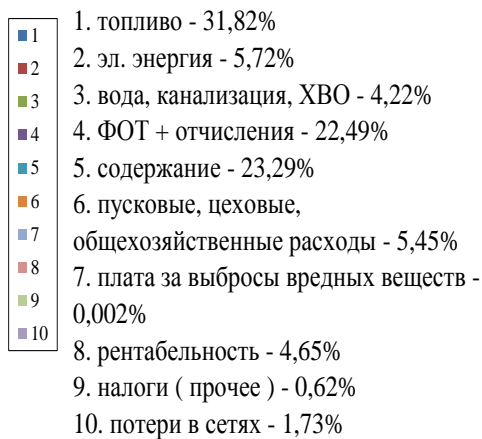 1
2
3
4
5
6
7
8
9
10
1. топливо - 31,82%
2. эл. энергия - 5,72%
3. вода, канализация, ХВО - 4,22%
4. ФОТ + отчисления - 22,49%
5. содержание - 23,29%
6. пусковые, цеховые,
общехозяйственные расходы - 5,45%
7. плата за выбросы вредных веществ -
0,002%
8. рентабельность - 4,65%
9. налоги ( прочее ) - 0,62%
10. потери в сетях - 1,73%